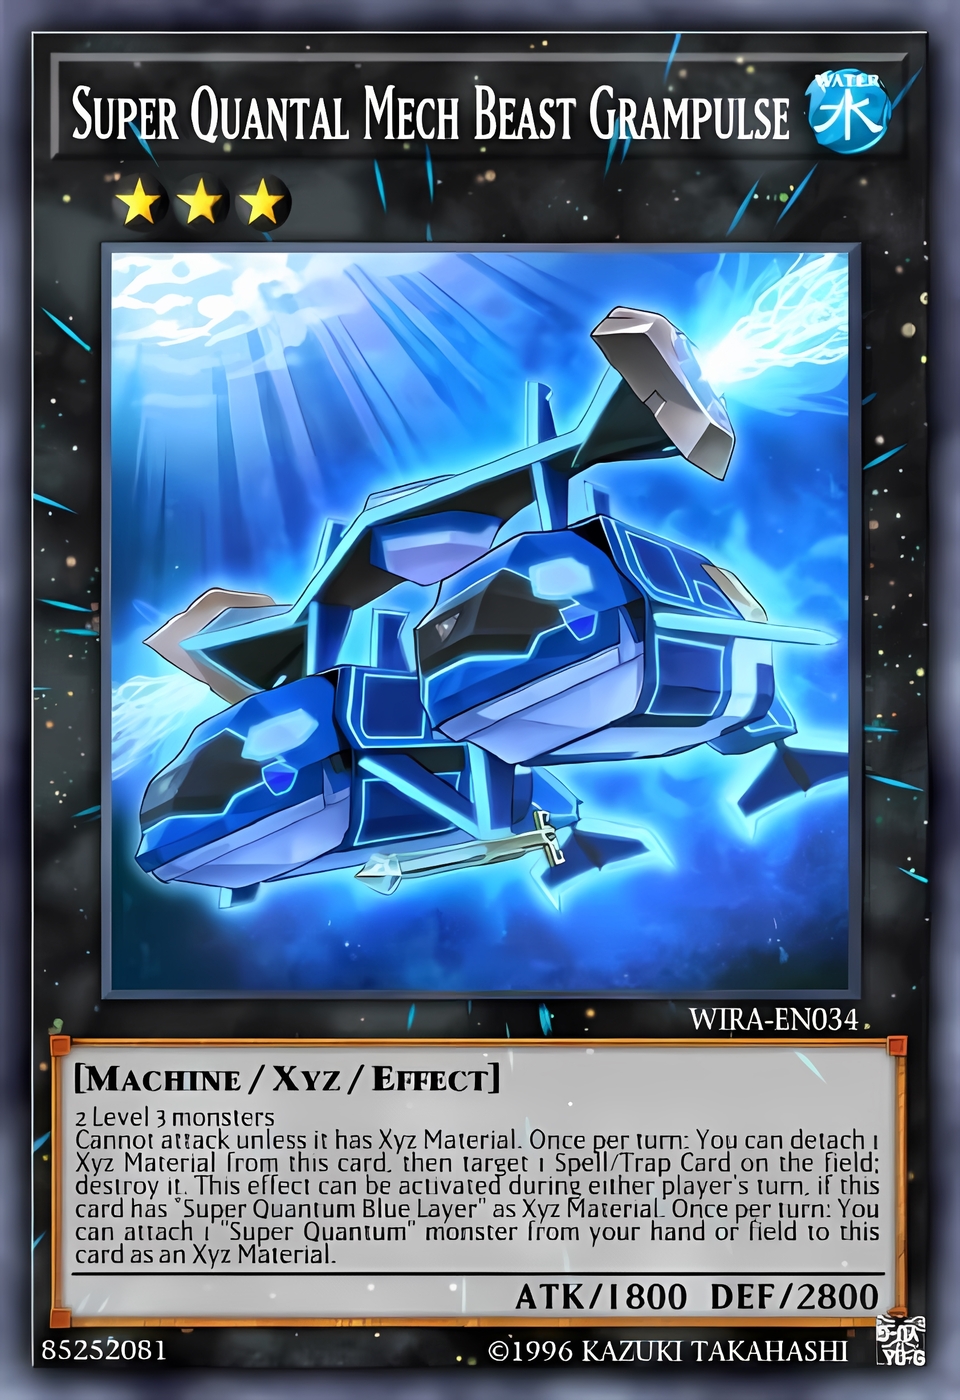 SUPER QUANTAL MECH BEAST GRAMPULSE
WATER
水
WIRA-EN034
[MACHINE / XYZ / EFFECT]
2 Level 3 monsters
Cannot attack unless it has Xyz Material. Once per turn: You can detach 1
Xyz Material from this card, then target 1 Spell/Trap Card on the field;
destroy it. This effect can be activated during either player's turn, if this
card has "Super Quantum Blue Layer" as Xyz Material. Once per turn: You
can attach 1 "Super Quantum" monster from your hand or field to this
card as an Xyz Material.
ATK/1800 DEF/2800
85252081
©1996 KAZUKI TAKAHASHI